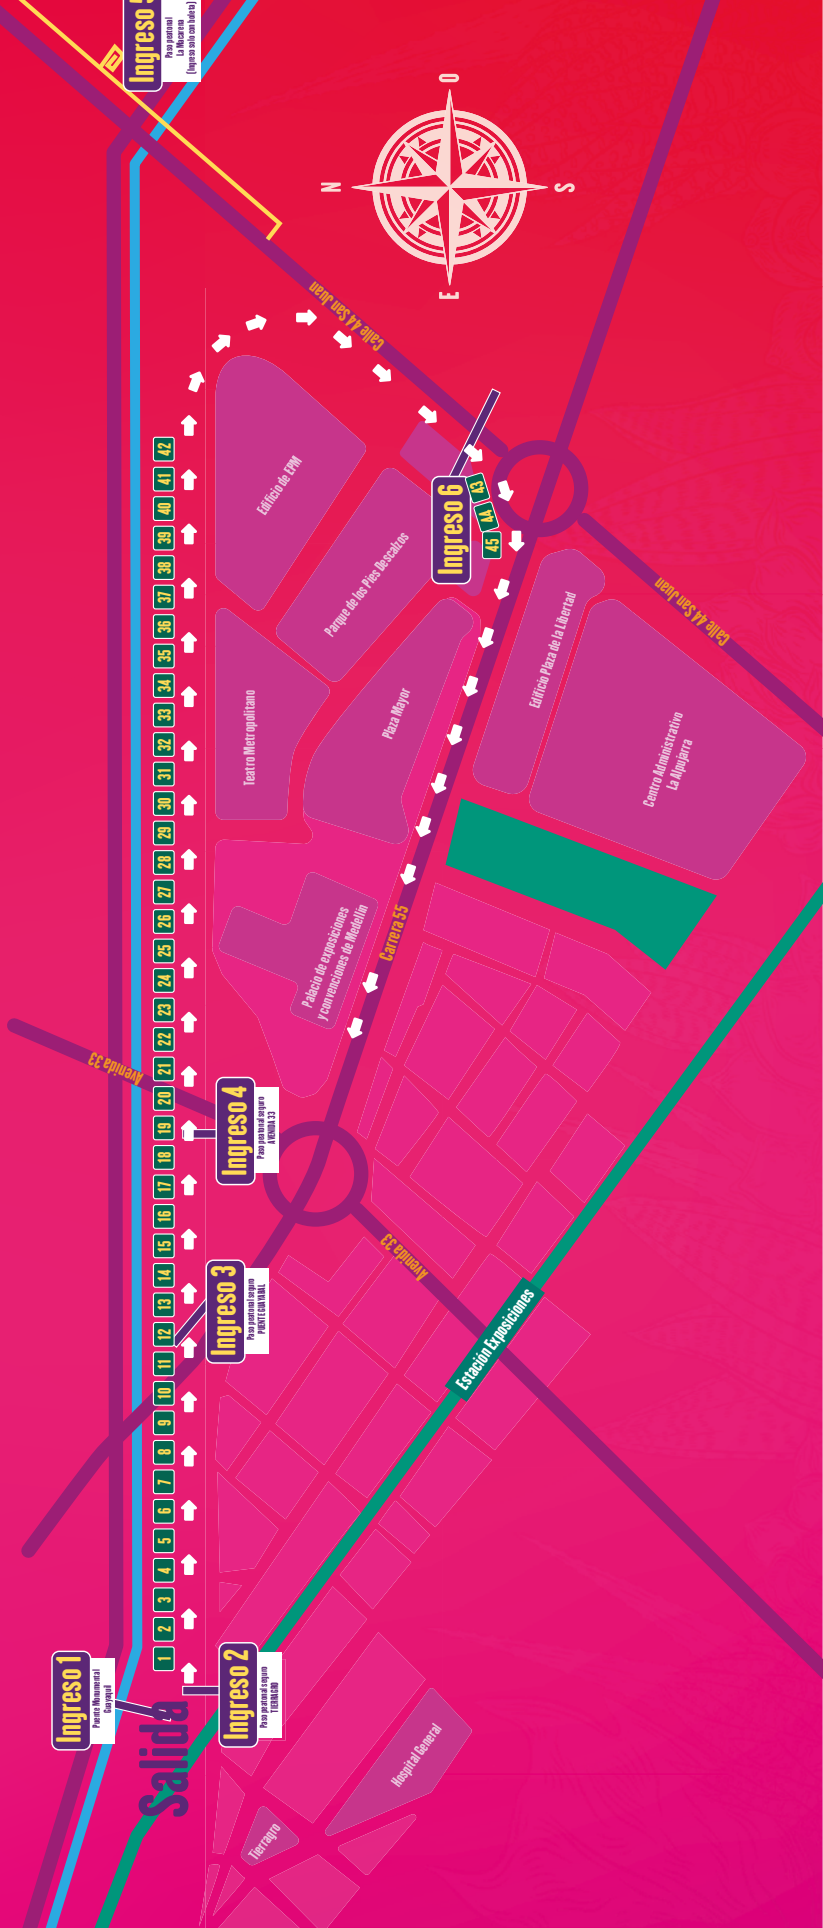 Ingreso 5
Paso peatonal
La Macarena
(Ingreso solo con boleta)
N
O
E
S
Calle 44 San Juan
42
41
40
39
38
37
36
35
34
33
32
31
30
29
28
27
26
25
24
23
22
21
20
19
18
17
16
15
14
13
12
11
10
9
8
7
6
5
4
3
2
1
Edificio de EPM
Parque de los Pies Descalzos
Ingreso 6
43
44
45
Teatro Metropolitano
Plaza Mayor
Edificio Plaza de la Libertad
Calle 44 San Juan
Centro Administrativo
La Alpujarra
Palacio de exposiciones
y convenciones de Medellín
Carrera 55
Avenida 33
Ingreso 4
Paso peatonal seguro
AVENIDA 33
Avenida 33
Ingreso 3
Paso peatonal seguro
PUENTE GUAYABAL
Estación Exposiciones
Ingreso 1
Puente Monumental
Guayaquil
Ingreso 2
Paso peatonal seguro
TIERRAGRO
Salida
Hospital General
Tierragro